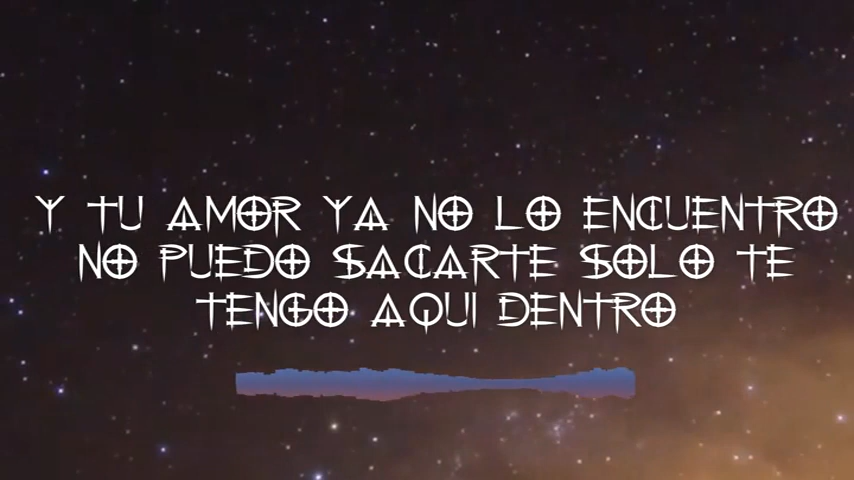 Y TU AMOR YA NO LO ENCUENTRO
NO PUEDO SACARTE SOLO TE
TENGO AQUI DENTRO